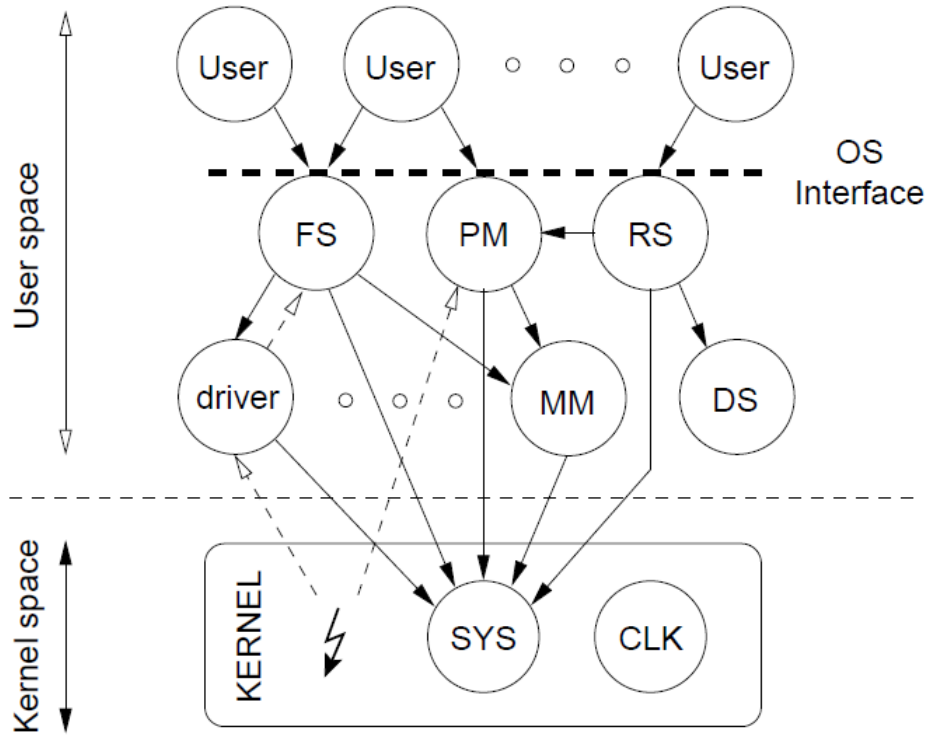 User
User
User
OS
Interface
User space
FS
PM
RS
driver
MM
DS
Kernel space
KERNEL
SYS
CLK